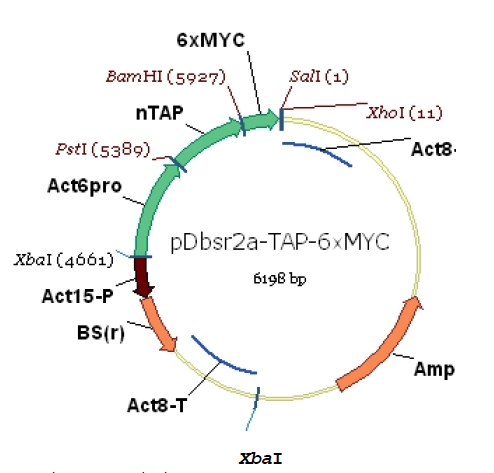 6xMYC
BamHI (5927)
SalI (1)
nTAP
XhoI (11)
PstI (5389)
Act8-
Act6pro
pDbsr2a-TAP-6xMYC
XbaI (4661)
6198 bp
Act15-P
BS(r)
Amp
Act8-T
XbaI